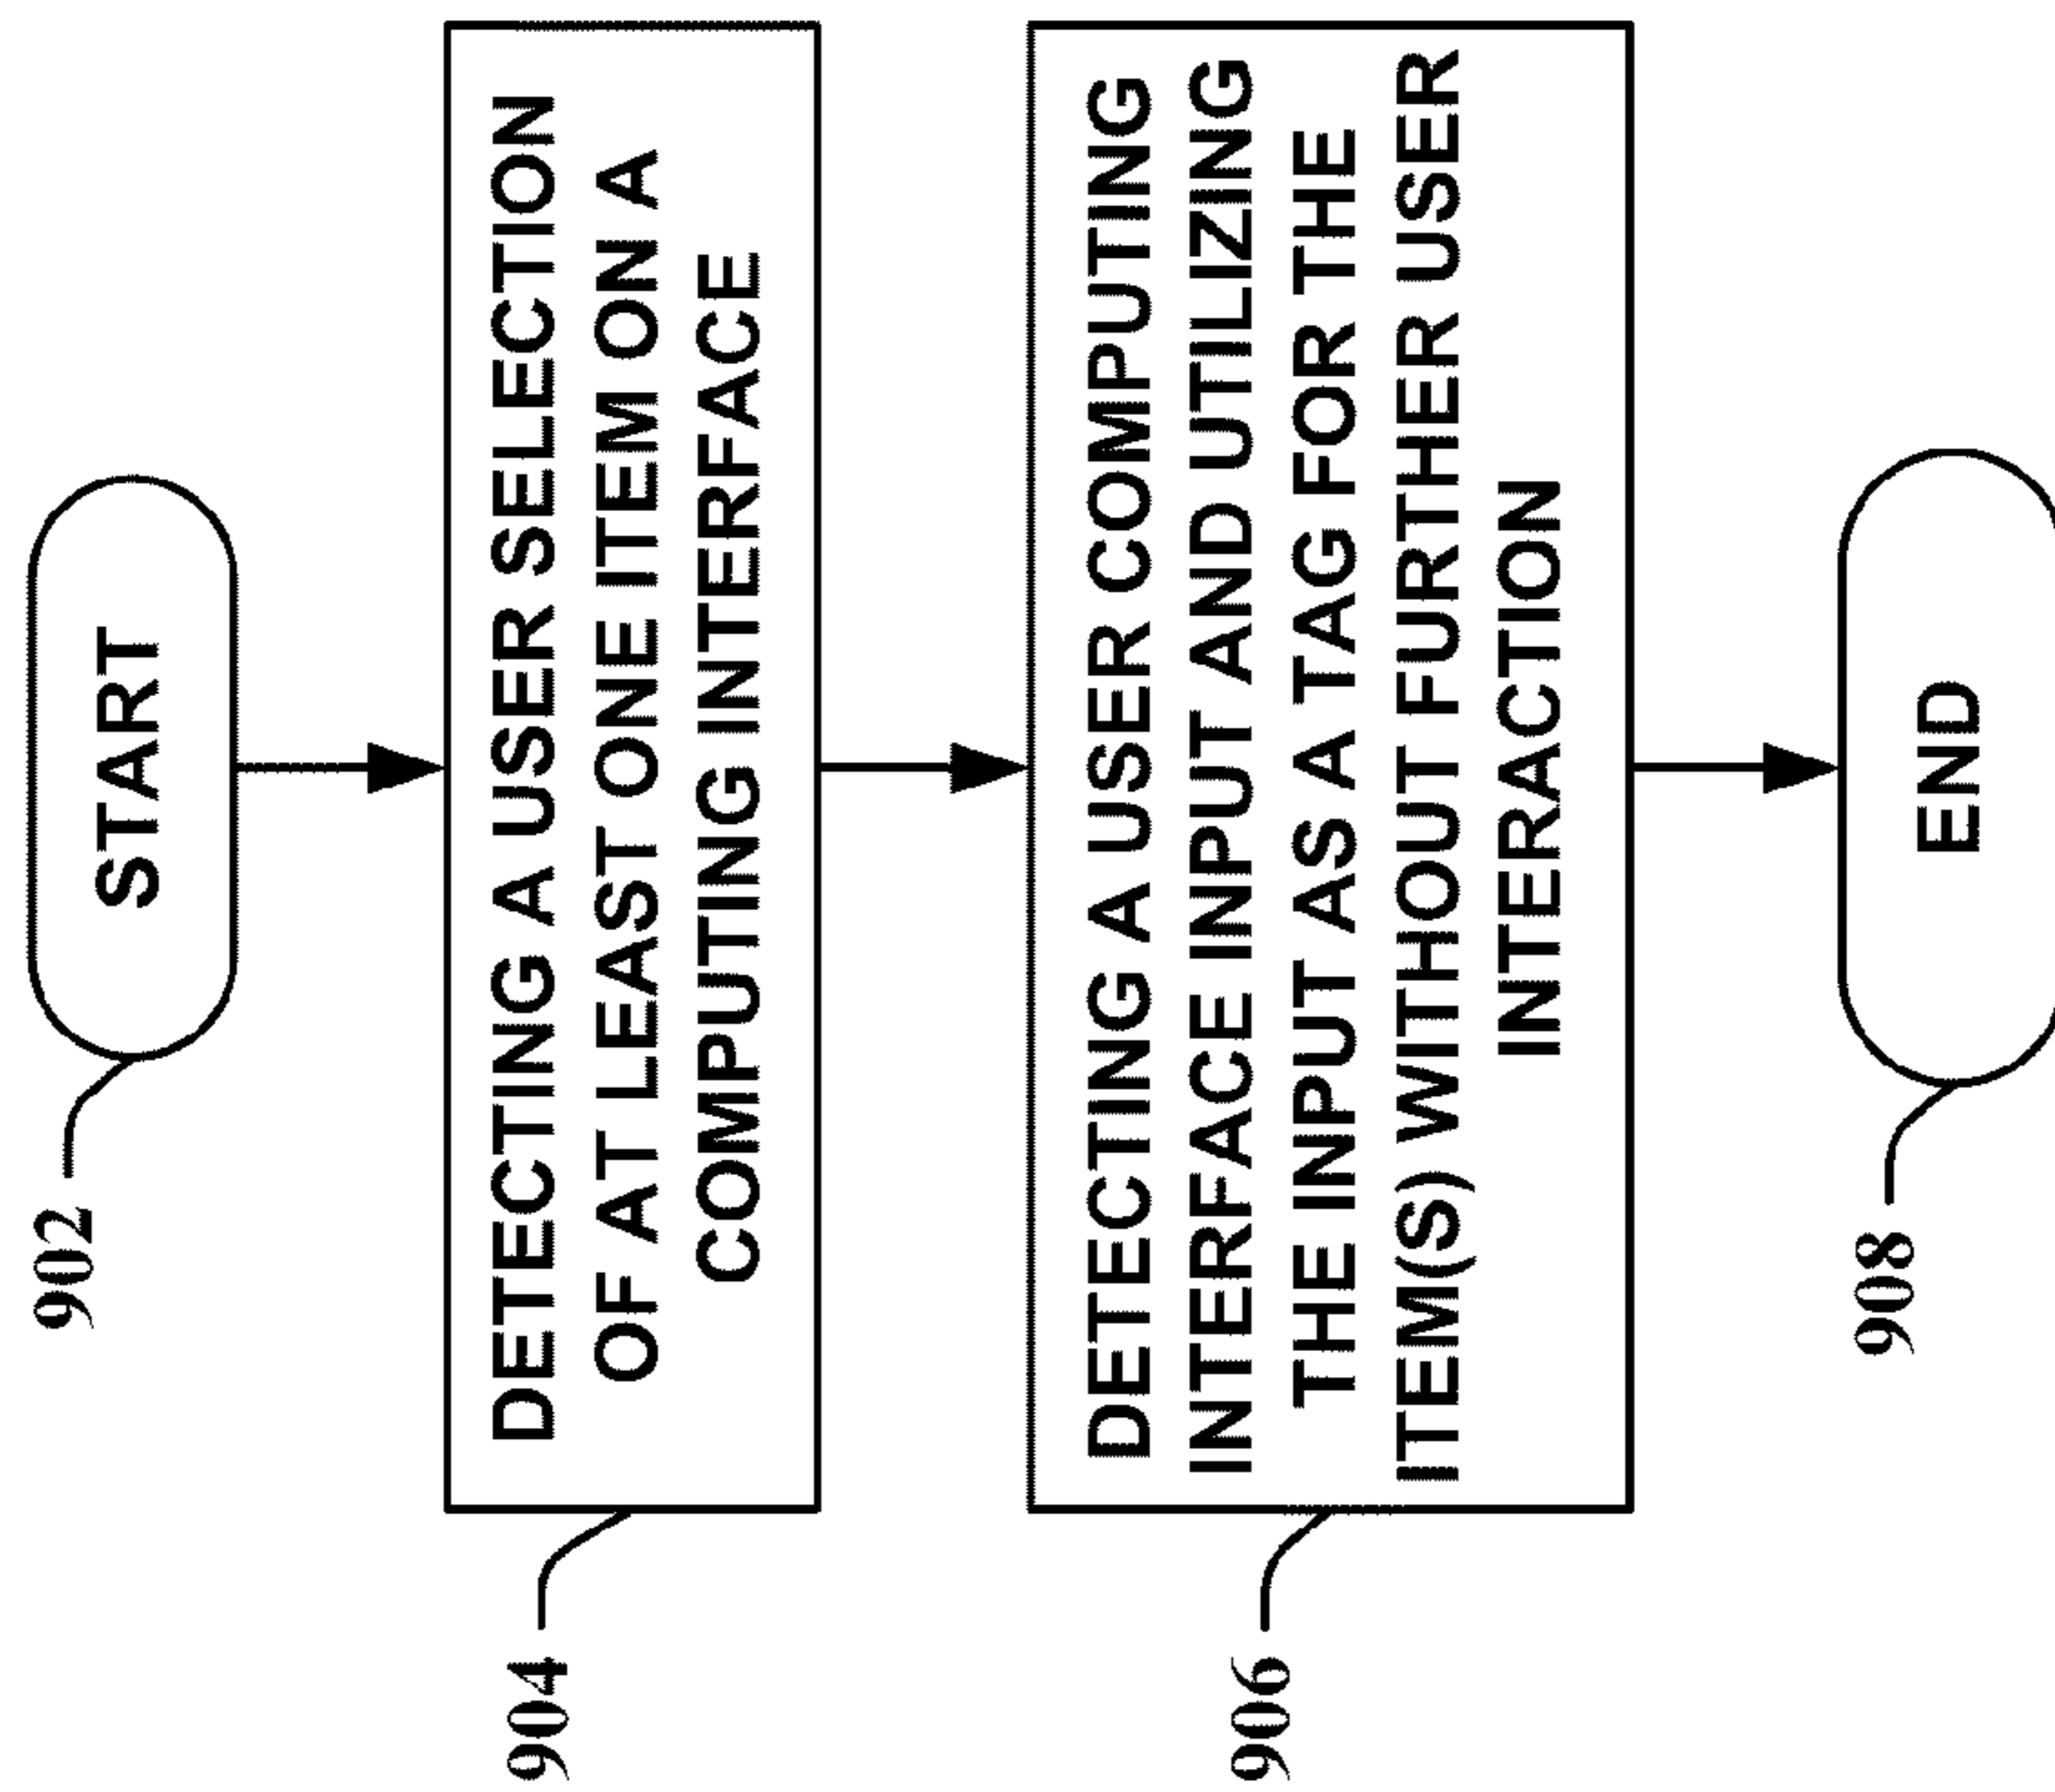 START
902
DETECTING A USER SELECTION
OF AT LEAST ONE ITEM ON A
COMPUTING INTERFACE
904
DETECTING A USER COMPUTING
INTERFACE INPUT AND UTILIZING
THE INPUT AS A TAG FOR THE
ITEM(S) WITHOUT FURTHER USER
INTERACTION
906
END
908